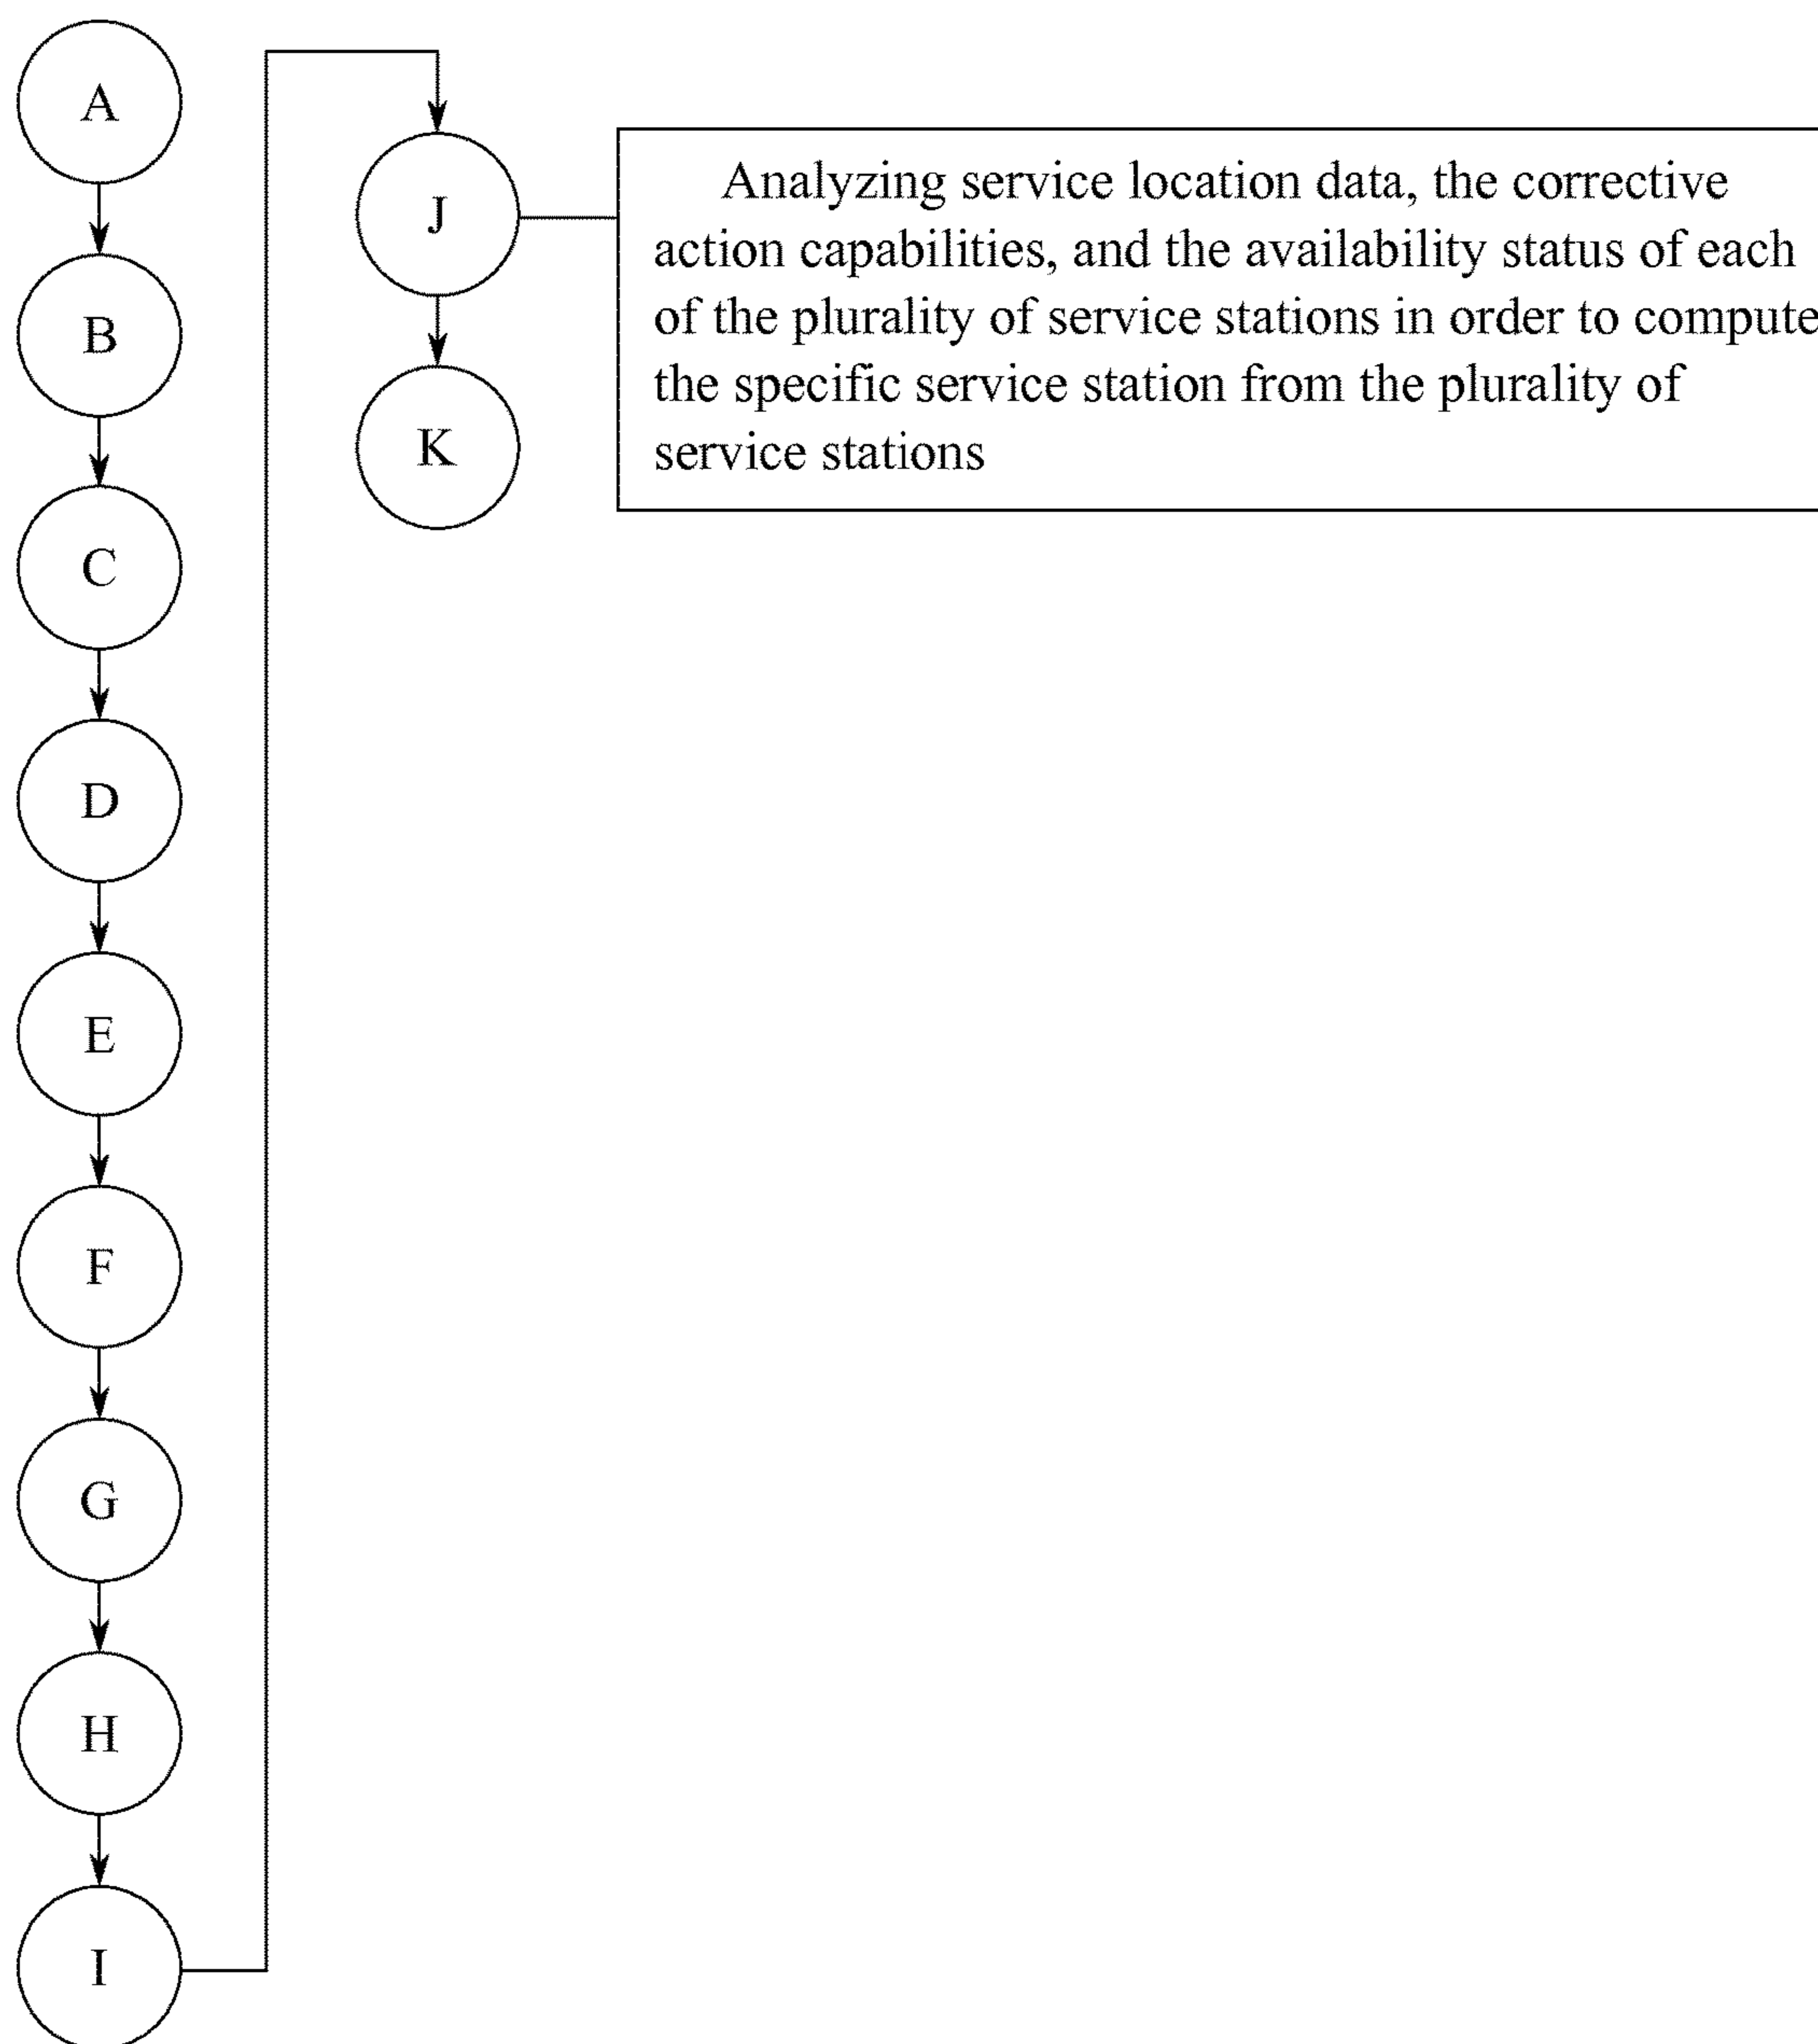 A
B
C
D
E
F
G
H
I
J
K
Analyzing service location data, the corrective
action capabilities, and the availability status of each
of the plurality of service stations in order to compute
the specific service station from the plurality of
service stations